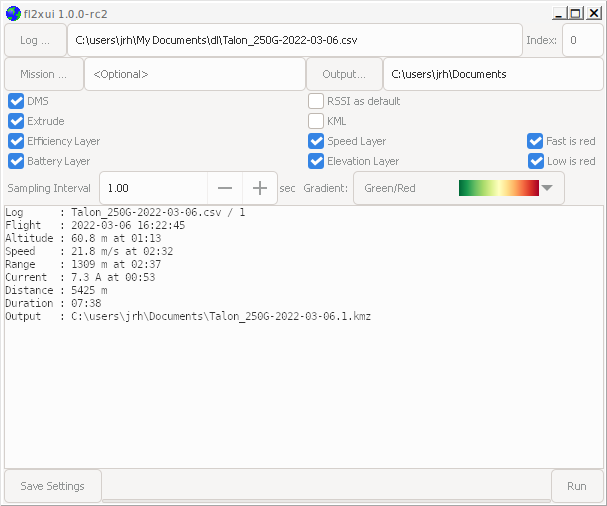 fl2xui 1.0.0-rc2
Log ... C:\users\jrh\My Documents\dl\Talon_250G-2022-03-06.csv Index: 0
Mission ... <Optional> Output... C:\users\jrh\Documents
DMS RSSI as default
Extrude KML
Efficiency Layer Speed Layer Fast is red
Battery Layer Elevation Layer Low is red
Sampling Interval 1.00 sec Gradient: Green/Red
Log : Talon_250G-2022-03-06.csv / 1
Flight : 2022-03-06 16:22:45
Altitude : 60.8 m at 01:13
Speed : 21.8 m/s at 02:32
Range : 1309 m at 02:37
Current : 7.3 A at 00:53
Distance : 5425 m
Duration : 07:38
Output : C:\users\jrh\Documents\Talon_250G-2022-03-06.1.kmz
Save Settings Run